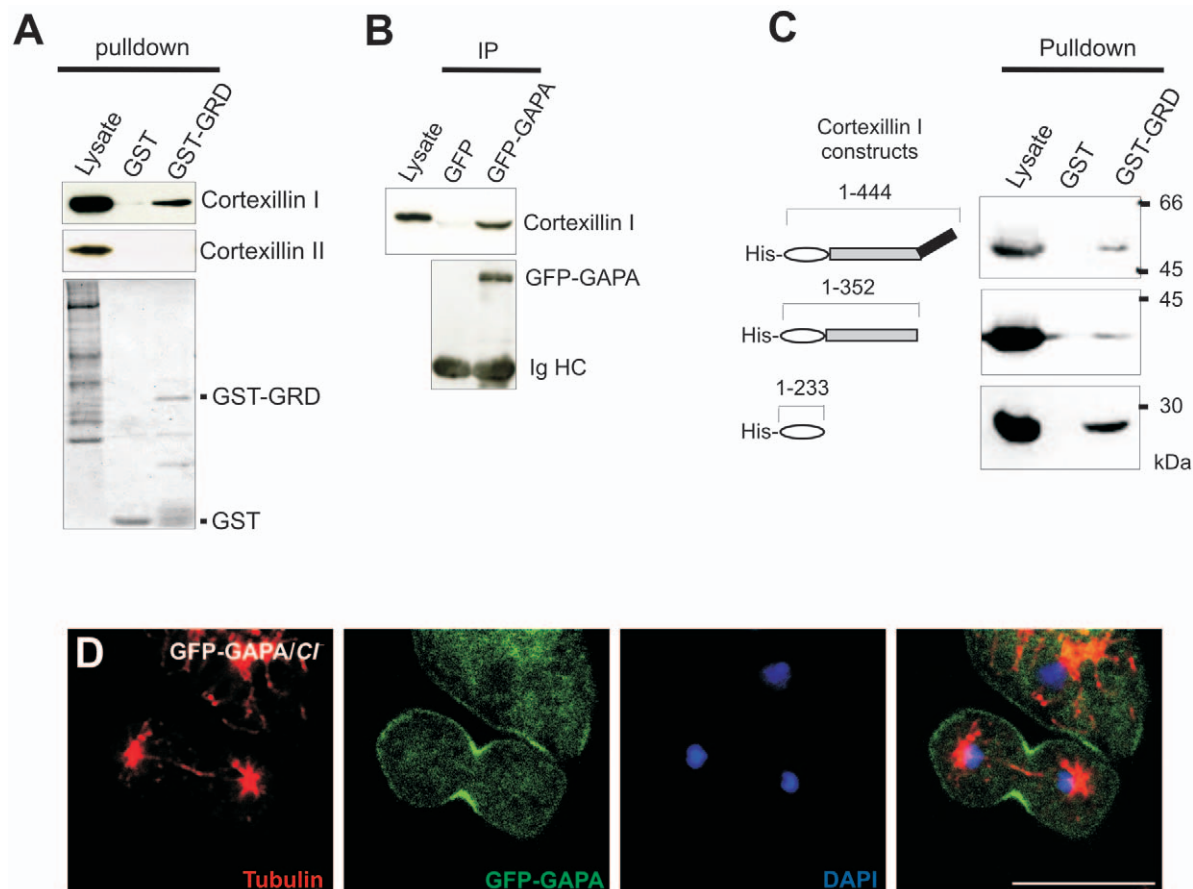 A
pulldown
Lysate
GST
GST-GRD
Cortexillin I
Cortexillin II
GST-GRD
GST
B
IP
Lysate
GFP
GFP-GAPA
Cortexillin I
GFP-GAPA
Ig HC
C
Cortexillin I
constructs
1-444
His-
1-352
His-
1-233
His-
Pulldown
Lysate
GST
GST-GRD
66
45
45
30
kDa
D
GFP-GAPA/CI-
Tubulin
GFP-GAPA
DAPI